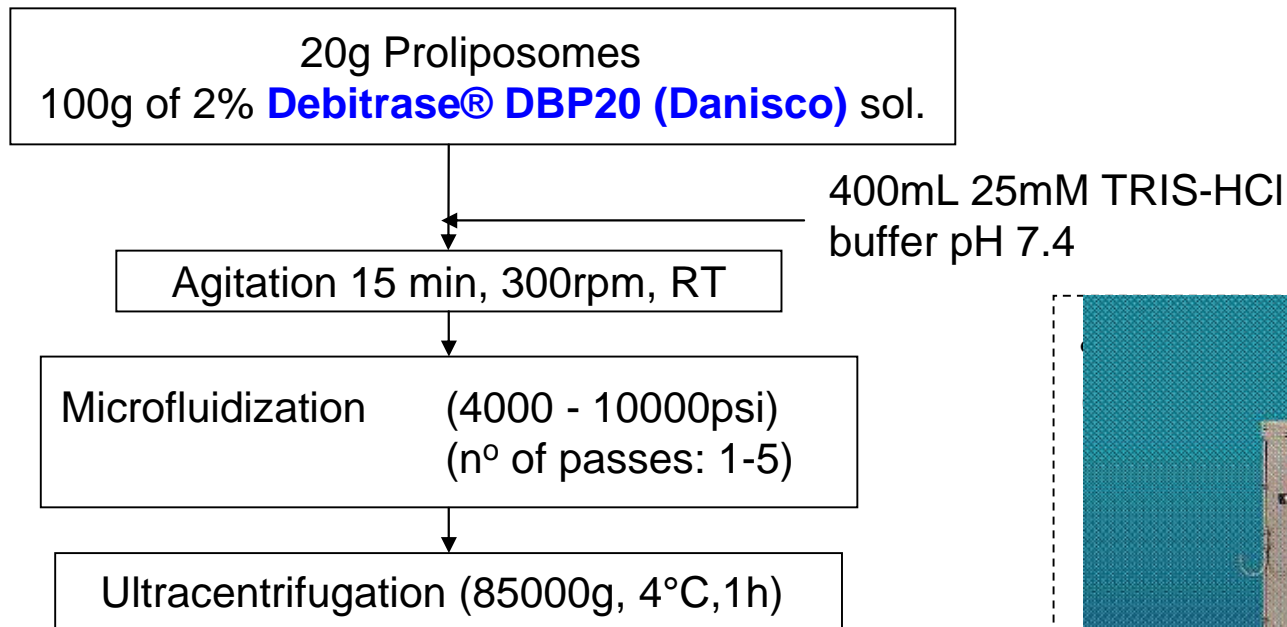 20g Proliposomes
100g of 2% Debitrase® DBP20 (Danisco) sol.
400mL 25mM TRIS-HCl
buffer pH 7.4
Agitation 15 min, 300rpm, RT
Microfluidization (4000 - 10000psi)
(nº of passes: 1-5)
Ultracentrifugation (85000g, 4°C,1h)